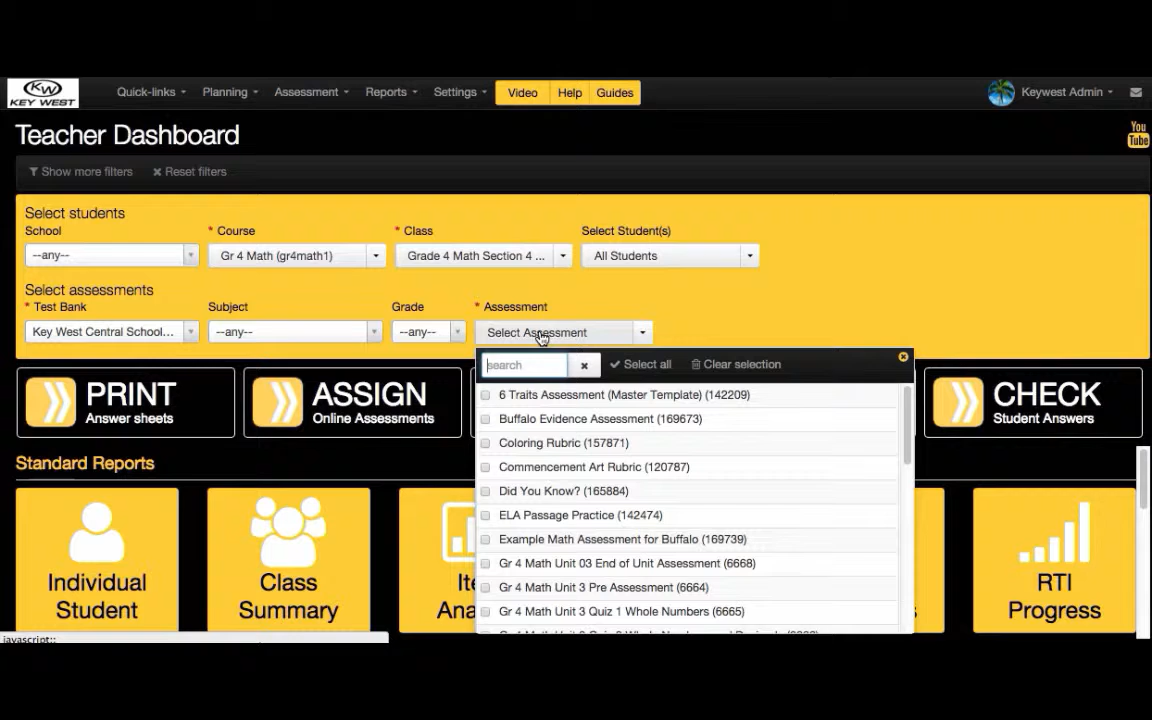 KW
KEY WEST
Quick-links Planning Assessment Reports Settings Video Help Guides Keywest Admin
Teacher Dashboard
You Tube
Show more filters Reset filters
Select students
School * Course * Class Select Student(s)
--any-- Gr 4 Math (gr4math1) Grade 4 Math Section 4 ... All Students
Select assessments
* Test Bank Subject Grade * Assessment
Key West Central School... --any-- --any-- Select Assessment
search Select all Clear selection
6 Traits Assessment (Master Template) (142209)
Buffalo Evidence Assessment (169673)
Coloring Rubric (157871)
Commencement Art Rubric (120787)
Did You Know? (165884)
ELA Passage Practice (142474)
Example Math Assessment for Buffalo (169739)
Gr 4 Math Unit 03 End of Unit Assessment (6668)
Gr 4 Math Unit 3 Pre Assessment (6664)
Gr 4 Math Unit 3 Quiz 1 Whole Numbers (6665)
PRINT
Answer sheets
ASSIGN
Online Assessments
CHECK
Student Answers
Standard Reports
Individual
Student
Class
Summary
Ite
Ana
RTI
Progress
javascript:;